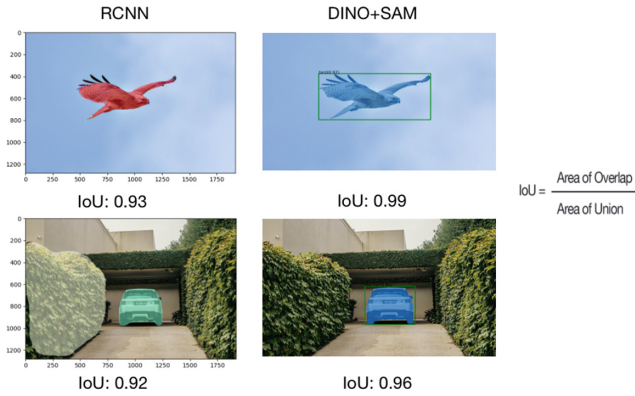 RCNN
DINO+SAM
0
200
400
600
800
1000
1200
0 250 500 750 1000 1250 1500 1750
IoU: 0.93
IoU: 0.99
IoU = Area of Overlap
Area of Union
0
200
400
600
800
1000
1200
0 250 500 750 1000 1250 1500 1750
IoU: 0.92
IoU: 0.96